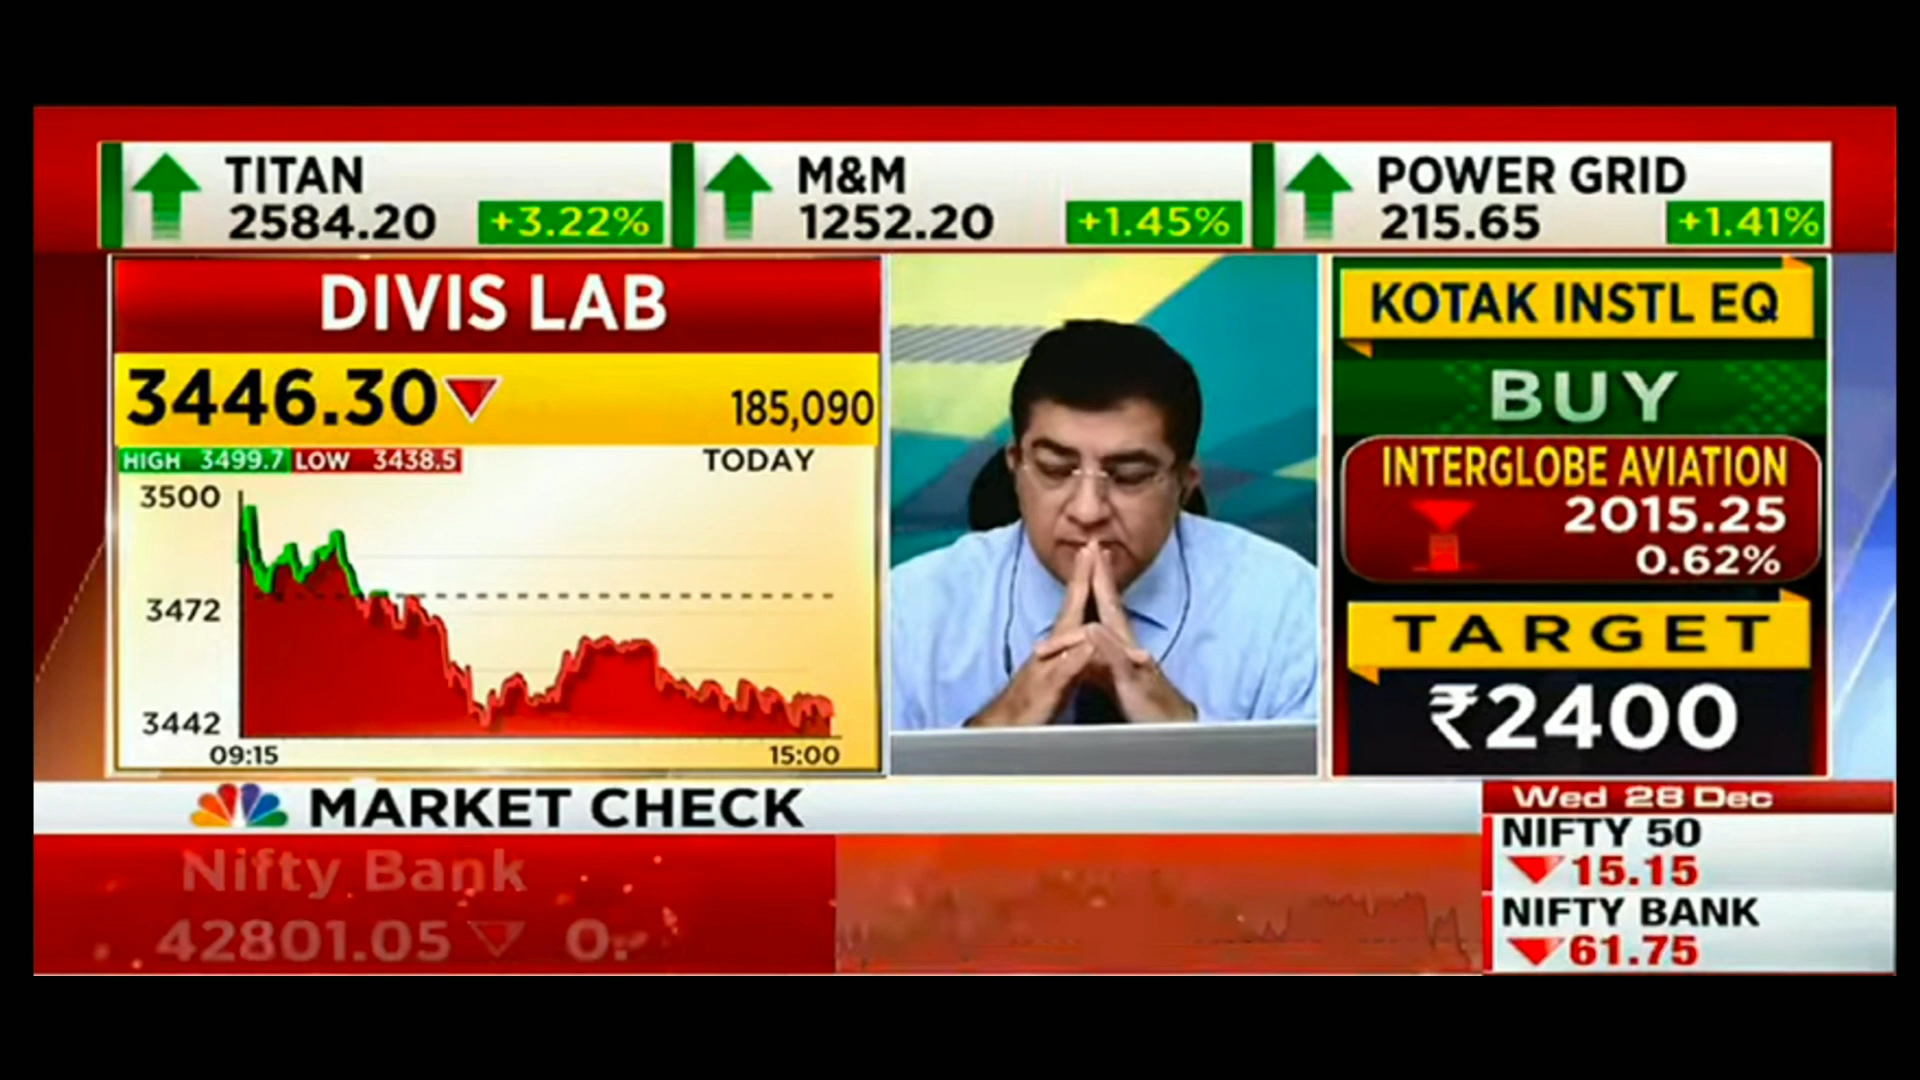 TITAN
2584.20 +3.22%
M&M
1252.20 +1.45%
POWER GRID
215.65 +1.41%
DIVIS LAB
3446.30 185,090
HIGH 3499.7 LOW 3438.5 TODAY
3500
3472
3442
09:15 15:00
KOTAK INSTL EQ
BUY
INTERGLOBE AVIATION
2015.25
0.62%
TARGET
₹2400
MARKET CHECK
Nifty Bank
42801.05 0.
Wed 28 Dec
NIFTY 50
15.15
NIFTY BANK
61.75